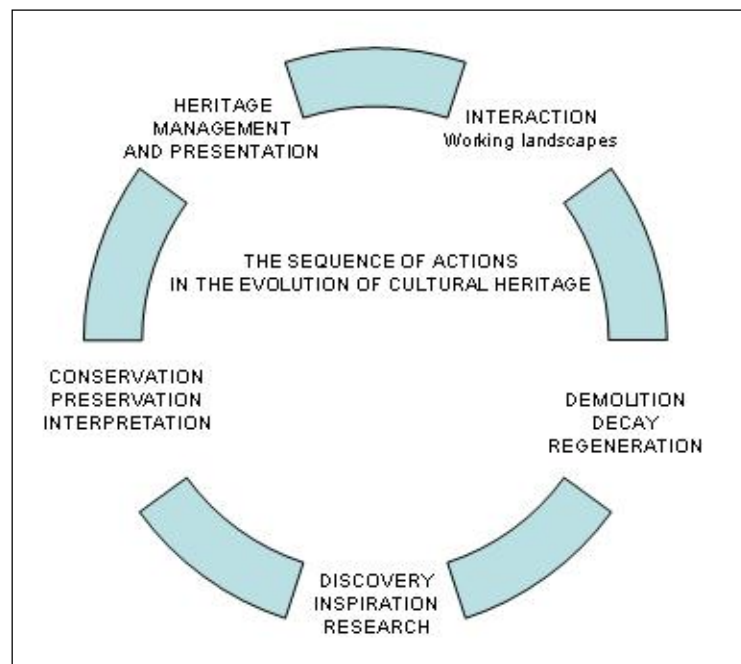 HERITAGE
MANAGEMENT
AND PRESENTATION
INTERACTION
Working landscapes
THE SEQUENCE OF ACTIONS
IN THE EVOLUTION OF CULTURAL HERITAGE
CONSERVATION
PRESERVATION
INTERPRETATION
DEMOLITION
DECAY
REGENERATION
DISCOVERY
INSPIRATION
RESEARCH